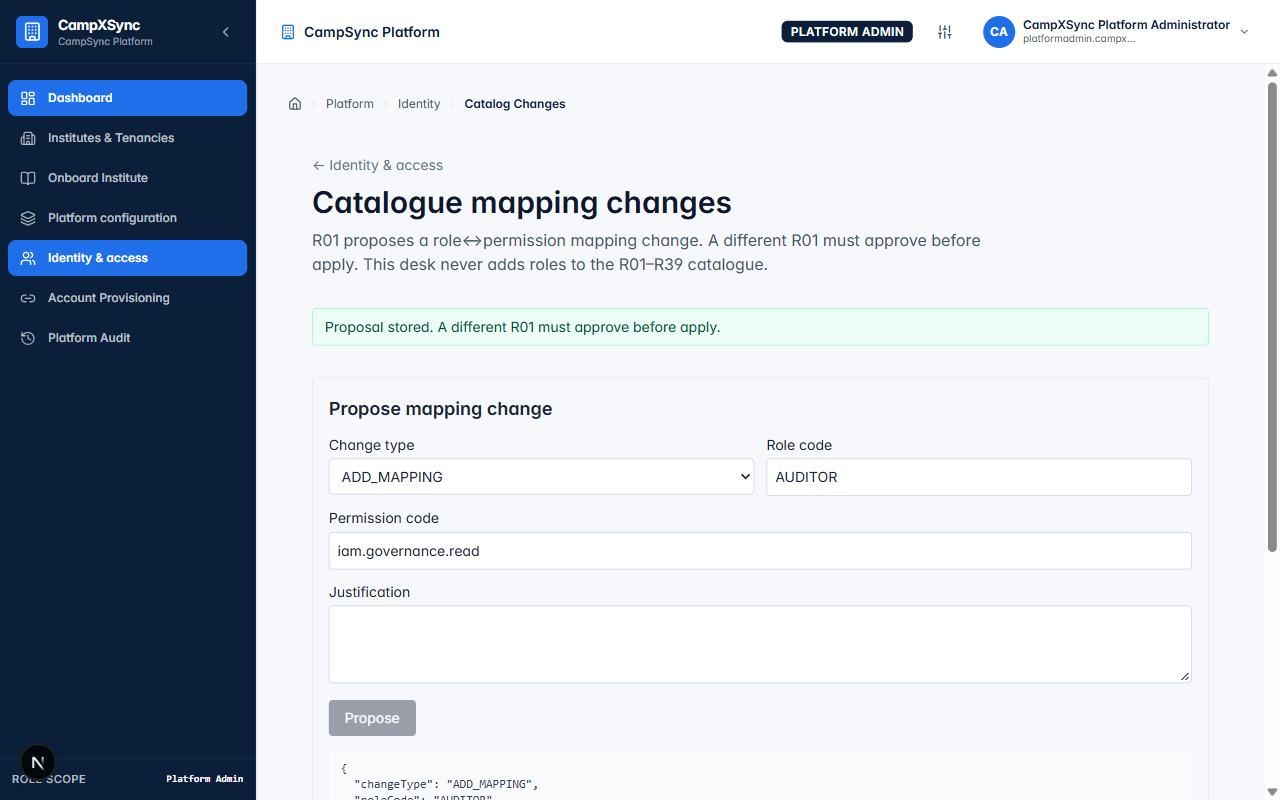 CampXSync
CampSync Platform
CampSync Platform
PLATFORM ADMIN
CA
CampXSync Platform Administrator
platformadmin.campx...
Dashboard
Institutes & Tenancies
Onboard Institute
Platform configuration
Identity & access
Account Provisioning
Platform Audit
N
ROLE SCOPE
Platform Admin
Platform
Identity
Catalog Changes
← Identity & access
Catalogue mapping changes
R01 proposes a role↔permission mapping change. A different R01 must approve before
apply. This desk never adds roles to the R01–R39 catalogue.
Proposal stored. A different R01 must approve before apply.
Propose mapping change
Change type
Role code
ADD_MAPPING
AUDITOR
Permission code
iam.governance.read
Justification
Propose
{
"changeType": "ADD_MAPPING",
"roleCode": "AUDITOR"